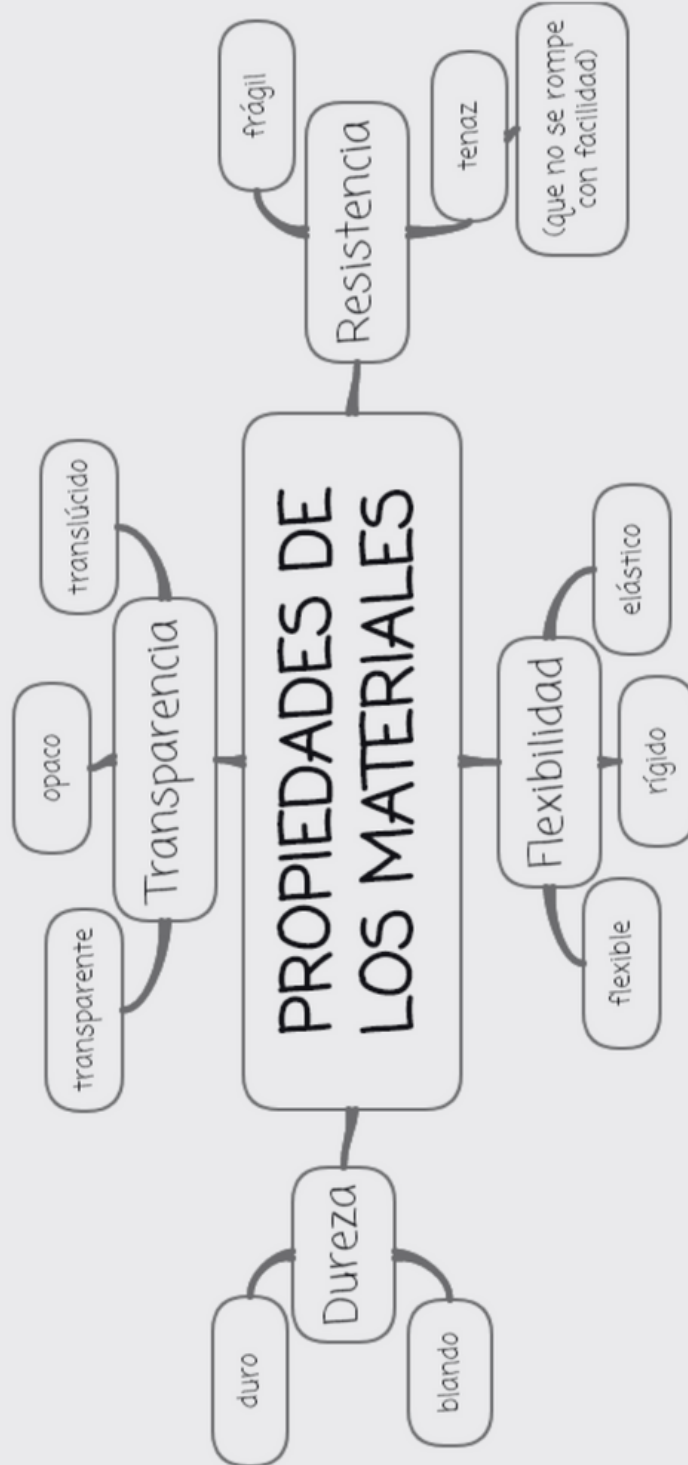 transparente
opaco
translúcido
Transparencia
frágil
Resistencia
tenaz
(que no se rompe
con facilidad)
PROPIEDADES DE
LOS MATERIALES
duro
Dureza
blando
Flexibilidad
flexible
rígido
elástico